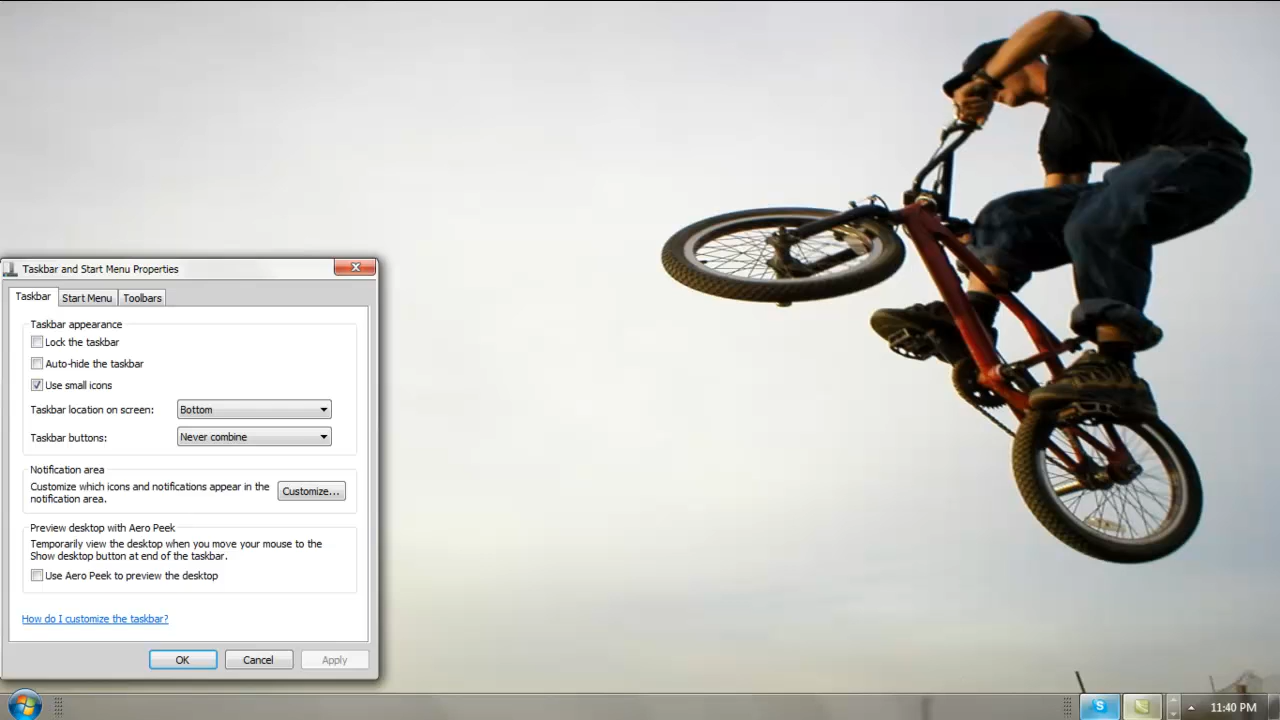 Taskbar and Start Menu Properties
Taskbar
Start Menu
Toolbars
Taskbar appearance
Lock the taskbar
Auto-hide the taskbar
Use small icons
Taskbar location on screen:
Bottom
Taskbar buttons:
Never combine
Notification area
Customize which icons and notifications appear in the
notification area.
Customize...
Preview desktop with Aero Peek
Temporarily view the desktop when you move your mouse to the
Show desktop button at end of the taskbar.
Use Aero Peek to preview the desktop
How do I customize the taskbar?
OK
Cancel
Apply
11:40 PM